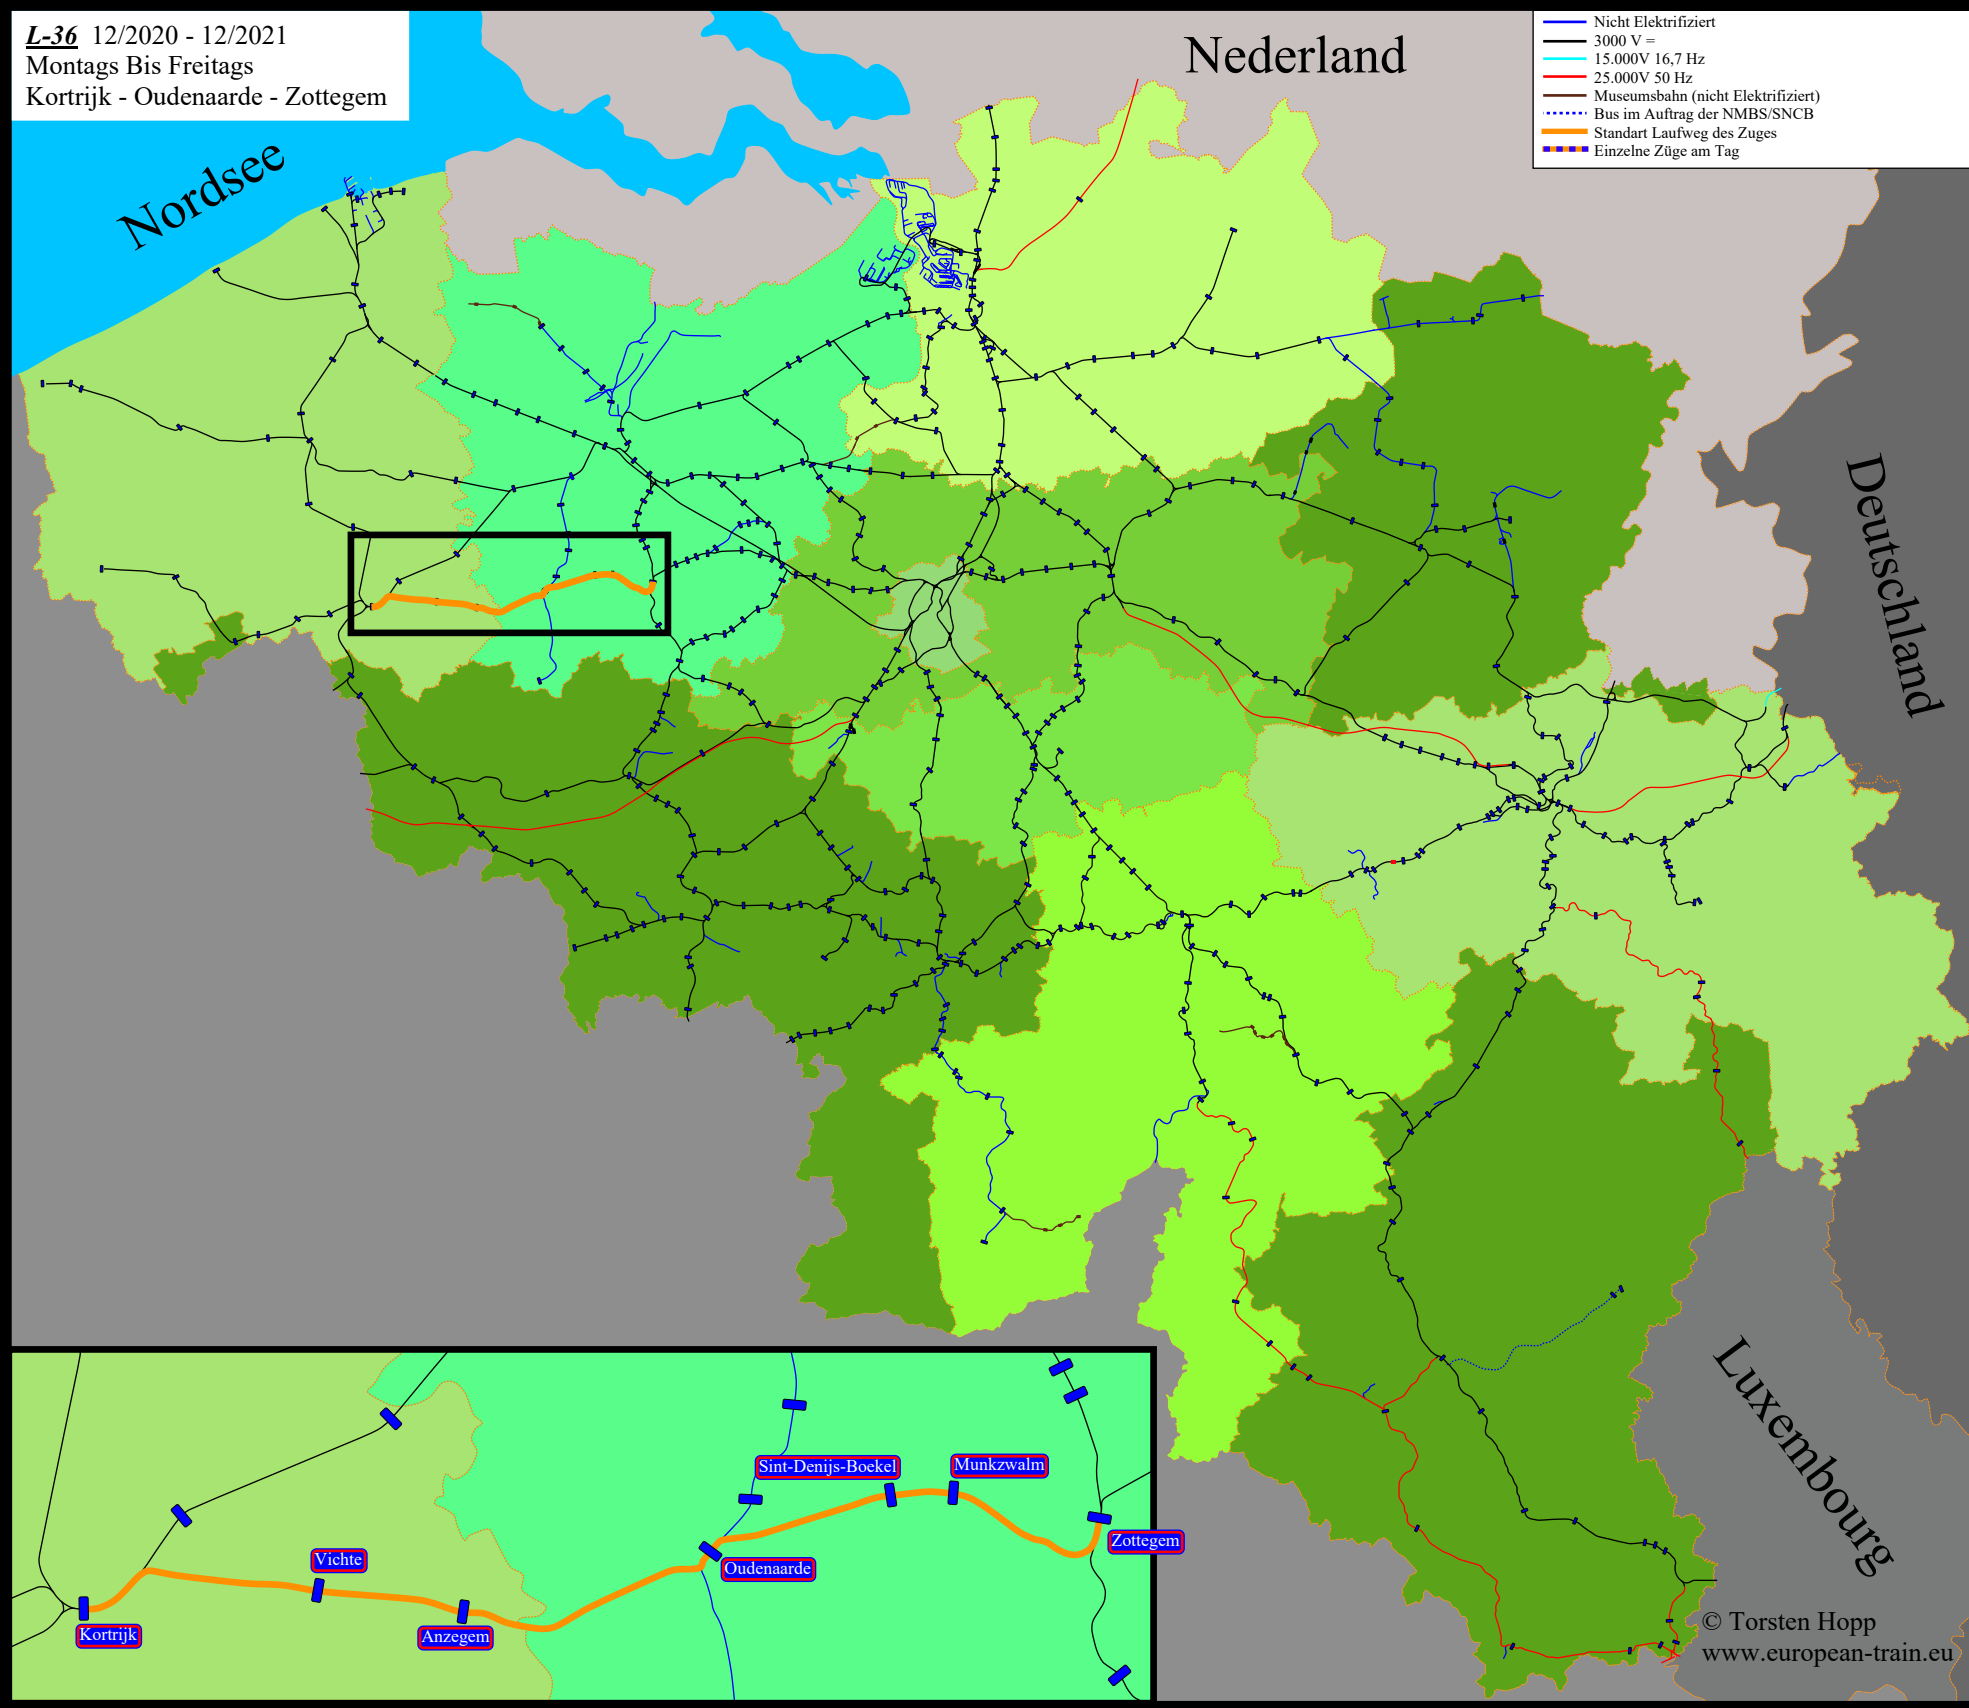 L-36 12/2020 - 12/2021
Montags Bis Freitags
Kortrijk - Oudenaarde - Zottegem
Nederland
Nicht Elektrifiziert
3000 V =
15.000V 16,7 Hz
25.000V 50 Hz
Museumsbahn (nicht Elektrifiziert)
Bus im Auftrag der NMBS/SNCB
Standart Laufweg des Zuges
Einzelne Züge am Tag
Nordsee
Deutschland
Luxembourg
Sint-Denijs-Boekel
Munkzwalm
Zottegem
Vichte
Oudenaarde
Kortrijk
Anzegem
© Torsten Hopp
www.european-train.eu